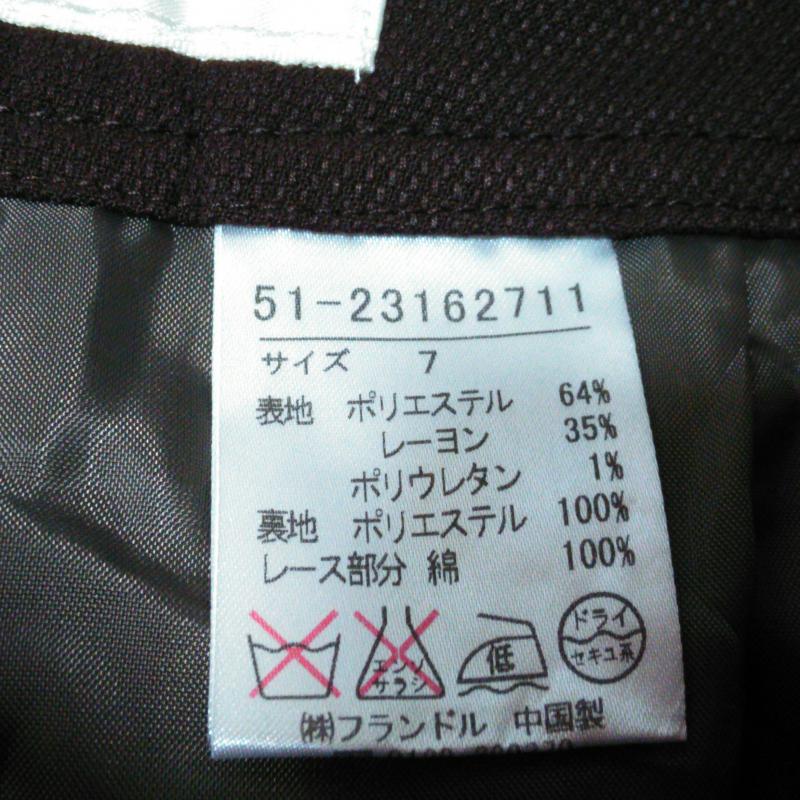 51-23162711
サイズ 7
表地 ポリエステル 64%
レーヨン 35%
ポリウレタン 1%
裏地 ポリエステル 100%
レース部分 綿 100%
エンソ
サラシ
低
ドライ
セキユ系
㈱フランドル 中国製